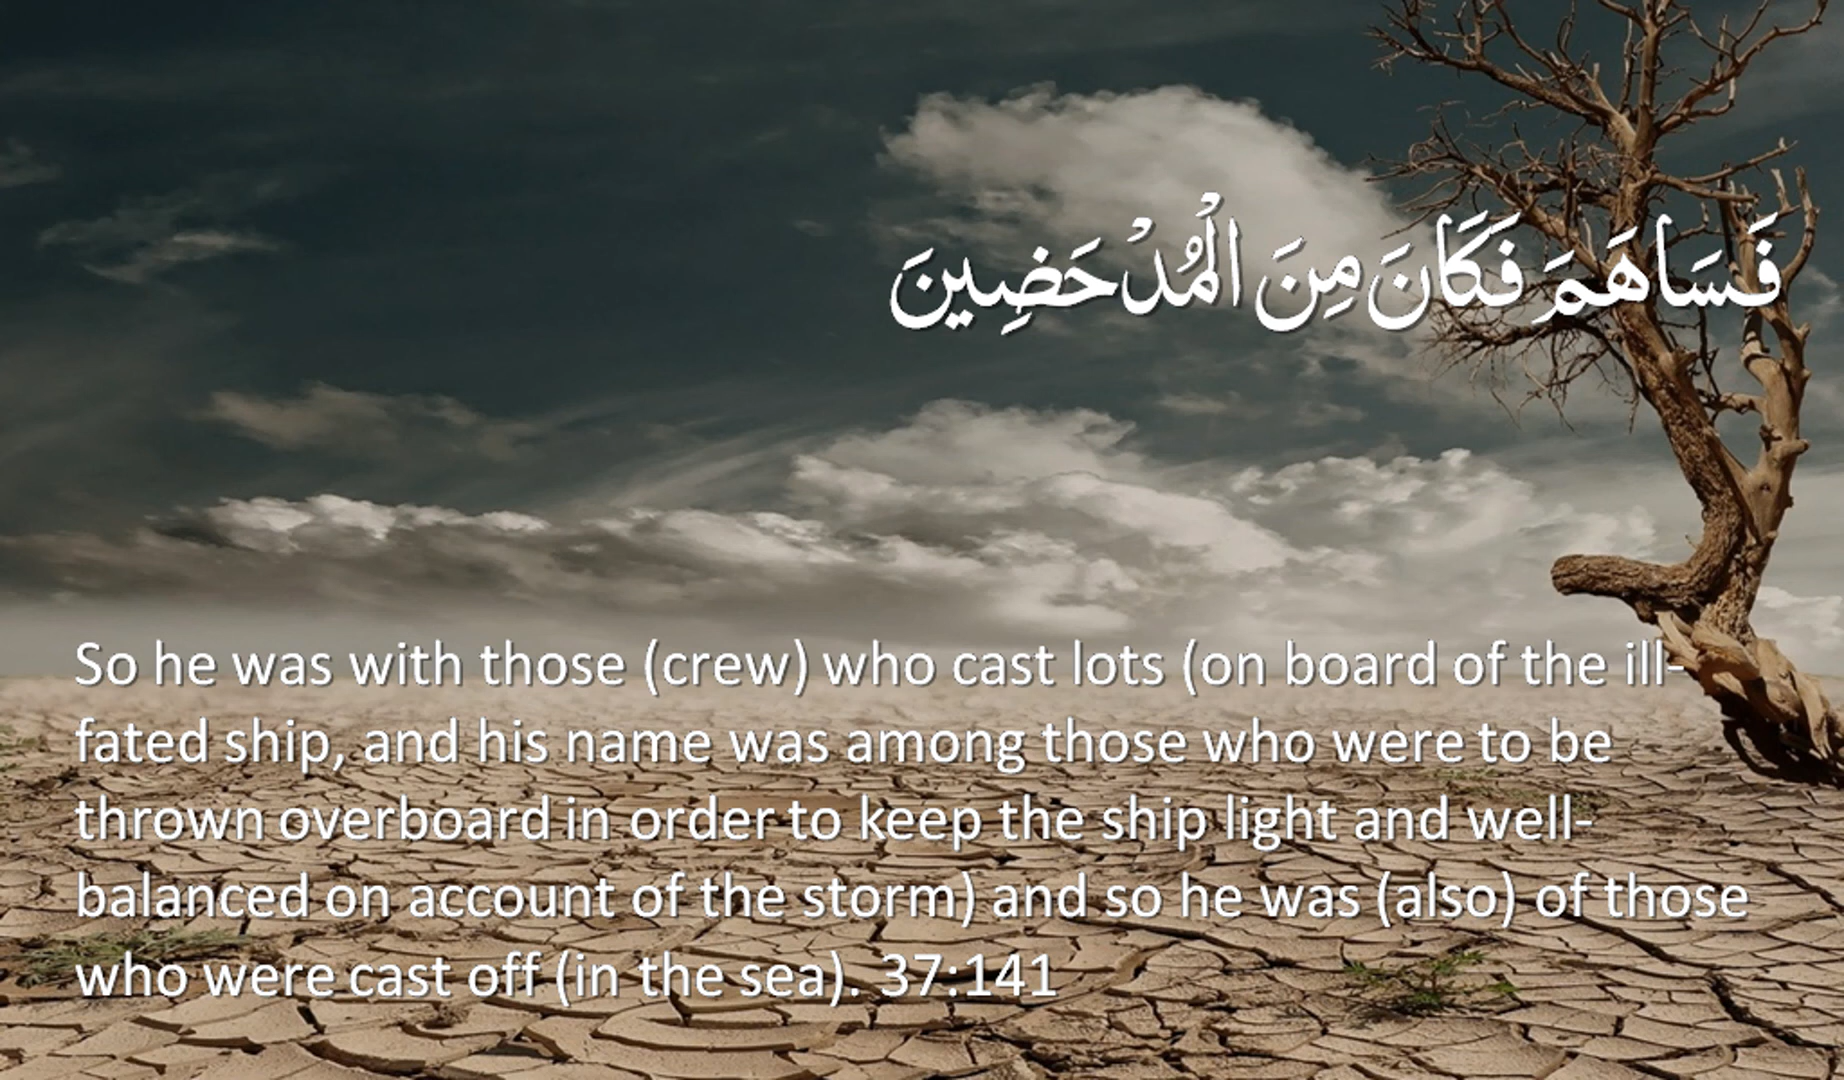 فَسَاهَمَ فَكَانَ مِنَ الْمُدْحَضِينَ
So he was with those (crew) who cast lots (on board of the ill-
fated ship, and his name was among those who were to be
thrown overboard in order to keep the ship light and well-
balanced on account of the storm) and so he was (also) of those
who were cast off (in the sea). 37:141